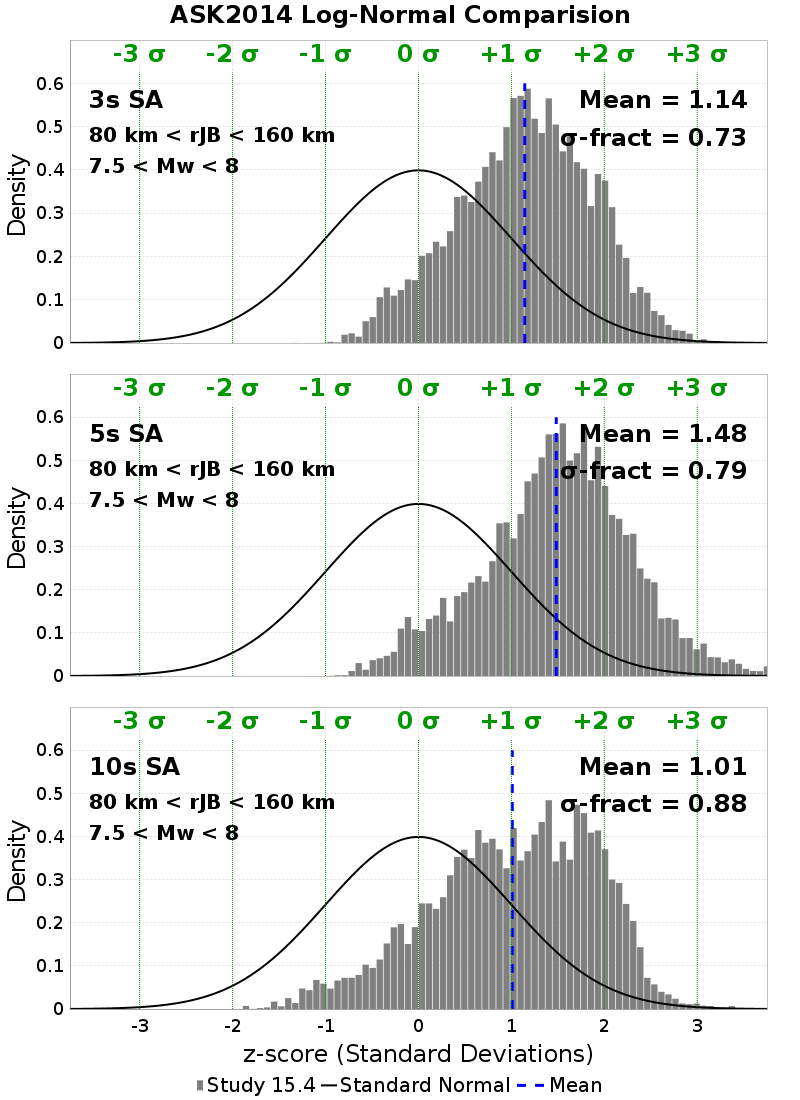 ASK2014 Log-Normal Comparision
-3 σ -2 σ -1 σ 0 σ +1 σ +2 σ +3 σ
0.6
3s SA Mean = 1.14
0.5
80 km < rJB < 160 km σ-fract = 0.73
7.5 < Mw < 8
0.4
0.3
0.2
0.1
0
Density
-3 σ -2 σ -1 σ 0 σ +1 σ +2 σ +3 σ
0.6
5s SA Mean = 1.48
0.5
80 km < rJB < 160 km σ-fract = 0.79
7.5 < Mw < 8
0.4
0.3
0.2
0.1
0
Density
-3 σ -2 σ -1 σ 0 σ +1 σ +2 σ +3 σ
0.6
10s SA Mean = 1.01
0.5
80 km < rJB < 160 km σ-fract = 0.88
7.5 < Mw < 8
0.4
0.3
0.2
0.1
0
Density
-3 -2 -1 0 1 2 3
z-score (Standard Deviations)
Study 15.4 Standard Normal Mean